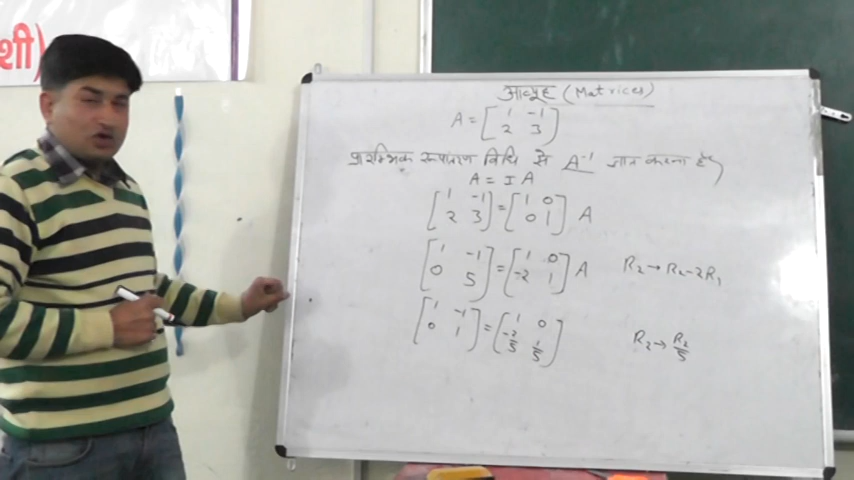 शी)
आव्यूह (Matrices)
A = [1 -1
2 3]
प्रारम्भिक रूपांतरण विधि से A⁻¹ ज्ञात करना हेतु
A = I A
[1 -1
2 3] = [1 0
0 1] A
[1 -1
0 5] = [1 0
-2 1] A R₂→R₂-2R₁
[1 -1
0 1] = [1 0
-2/5 1/5] R₂→R₂/5